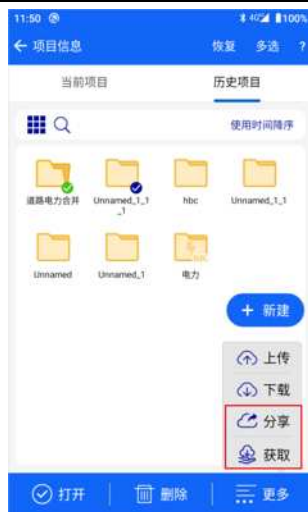 11:50
100%
项目信息
恢复 多选 ?
当前项目 历史项目
使用时间降序
道路电力合并
Unnamed_1_1
_1
hbc
Unnamed_1_1
Unnamed
Unnamed_1
电力
+ 新建
上传
下载
分享
获取
打开 删除 更多